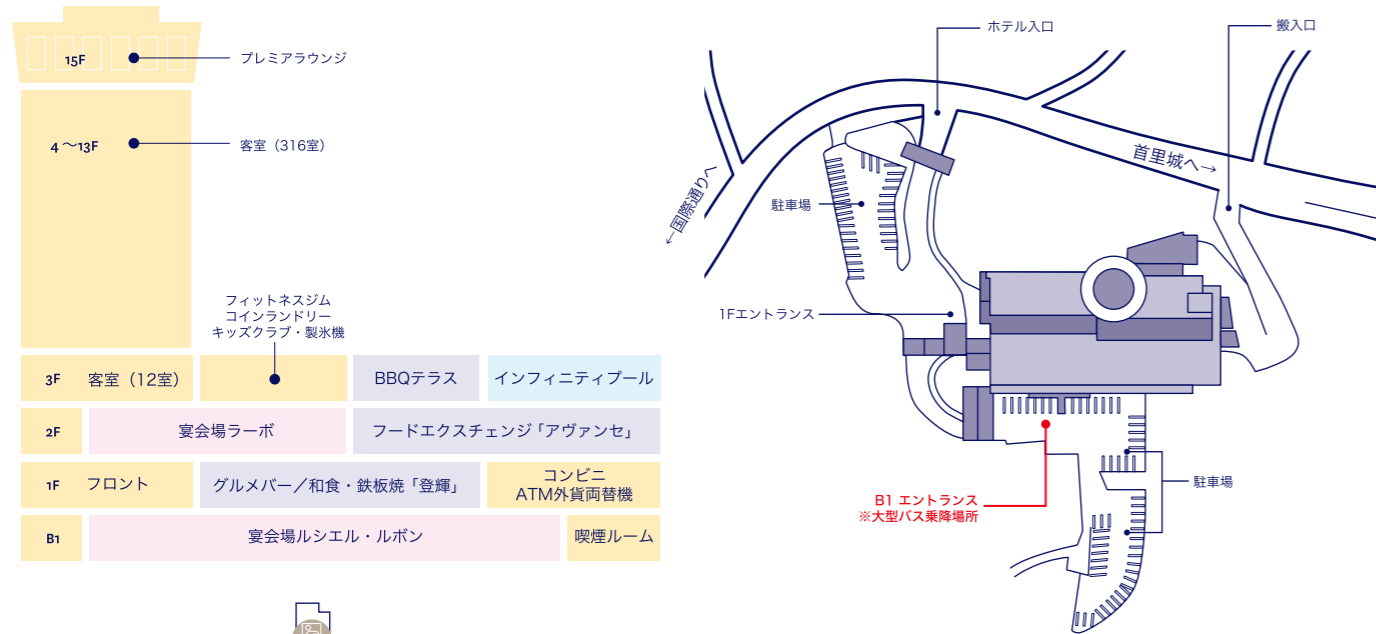 15F
プレミアラウンジ
4 〜13F
客室（316室）
フィットネスジム
コインランドリー
キッズクラブ・製氷機
3F
客室（12室）
BBQテラス
インフィニティプール
2F
宴会場ラーボ
フードエクスチェンジ「アヴァンセ」
1F
フロント
グルメバー／和食・鉄板焼「登輝」
コンビニ
ATM外貨両替機
B1
宴会場ルシエル・ルボン
喫煙ルーム
ホテル入口
搬入口
首里城へ→
←国際通りへ
駐車場
1Fエントランス
B1 エントランス
※大型バス乗降場所
駐車場